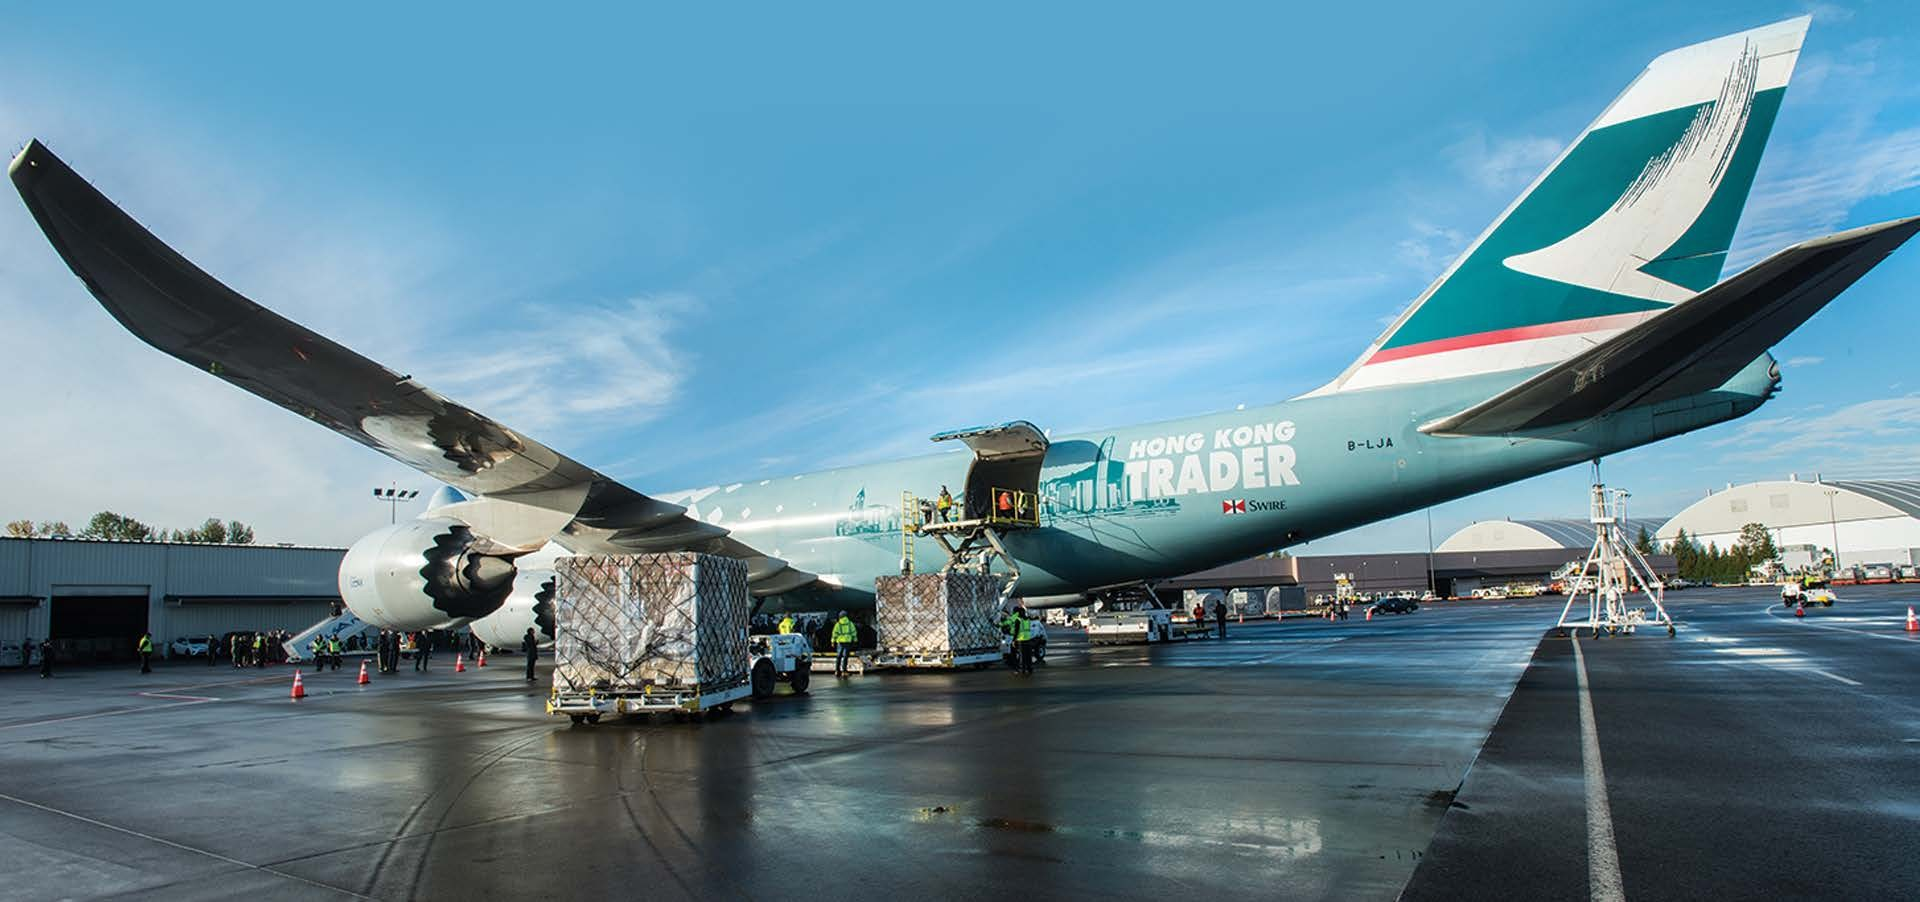 HONG KONG
TRADER
B-LJA
SWIRE